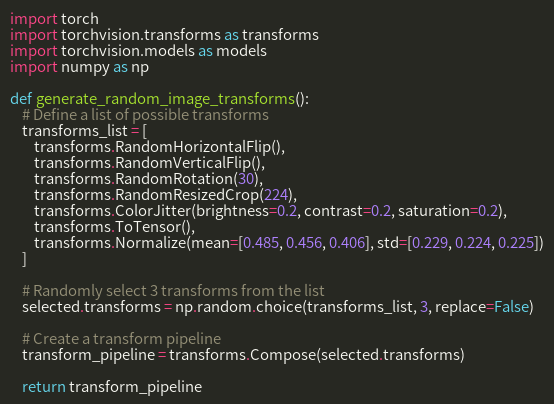 import torch
import torchvision.transforms as transforms
import torchvision.models as models
import numpy as np

def generate_random_image_transforms():
    # Define a list of possible transforms
    transforms_list = [
        transforms.RandomHorizontalFlip(),
        transforms.RandomVerticalFlip(),
        transforms.RandomRotation(30),
        transforms.RandomResizedCrop(224),
        transforms.ColorJitter(brightness=0.2, contrast=0.2, saturation=0.2),
        transforms.ToTensor(),
        transforms.Normalize(mean=[0.485, 0.456, 0.406], std=[0.229, 0.224, 0.225])
    ]

    # Randomly select 3 transforms from the list
    selected.transforms = np.random.choice(transforms_list, 3, replace=False)

    # Create a transform pipeline
    transform_pipeline = transforms.Compose(selected.transforms)

    return transform_pipeline